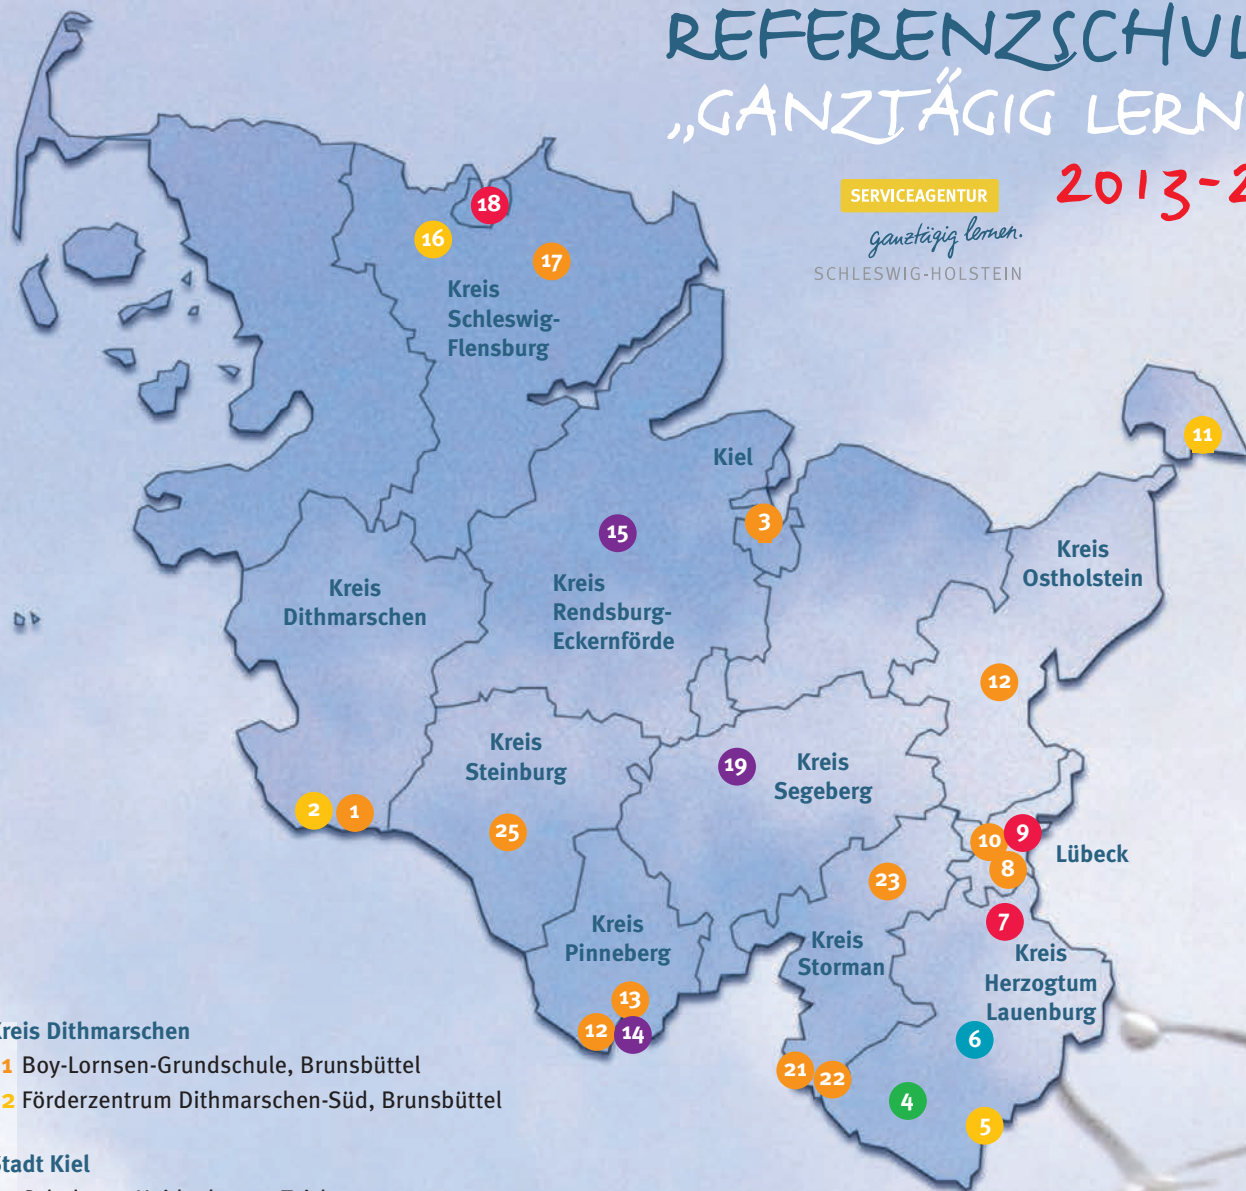 REFERENZSCHUL
„GANZTÄGIG LERN
2013-2
SERVICEAGENTUR
ganztägig lernen.
SCHLESWIG-HOLSTEIN
18
16
17
Kreis
Schleswig-
Flensburg
11
Kiel
3
15
Kreis
Ostholstein
Kreis
Dithmarschen
Kreis
Rendsburg-
Eckernförde
12
Kreis
Steinburg
19
Kreis
Segeberg
2
1
25
10
9
8
Lübeck
23
7
Kreis
Pinneberg
Kreis
Storman
Kreis
Herzogtum
Lauenburg
13
12
14
6
21
22
4
5
Kreis Dithmarschen
1 Boy-Lornsen-Grundschule, Brunsbüttel
2 Förderzentrum Dithmarschen-Süd, Brunsbüttel
Stadt Kiel